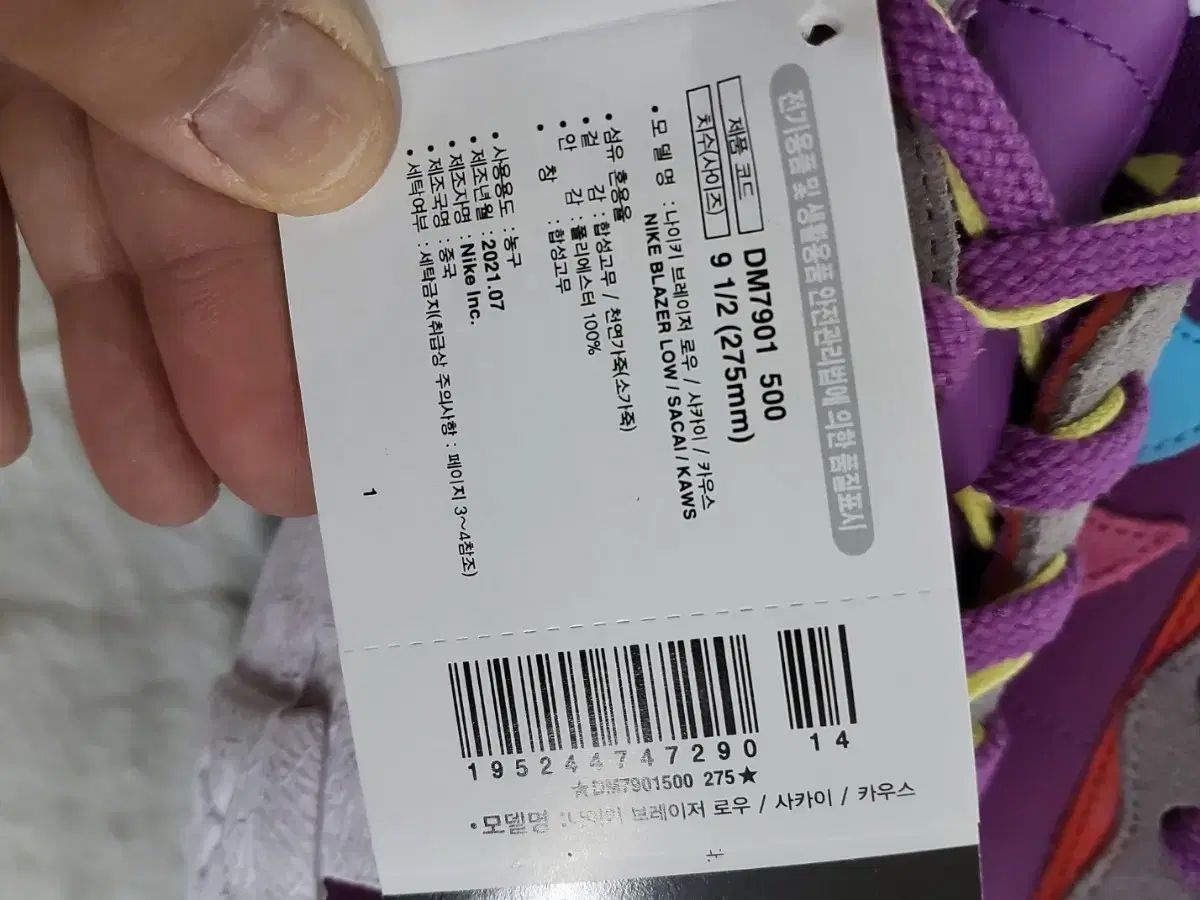 전기용품 및 생활용품 안전관리법에 의한 품질표시
제품 코드 DM7901 500
치수(사이즈) 9 1/2 (275mm)
• 모 델 명 : 나이키 브레이저 로우 / 사카이 / 카우스
NIKE BLAZER LOW / SACAI / KAWS
• 섬유 혼용율
• 겉 감 : 합성고무 / 천연가죽(소가죽)
• 안 감 : 폴리에스터 100%
• 창 : 합성고무
• 사용용도 : 농구
• 제조년월 : 2021.07
• 제조자명 : Nike Inc.
• 제조국명 : 중국
• 세탁여부 : 세탁금지(취급상 주의사항 : 페이지 3~4참조)
1
195244747290 14
★DM7901500 275★
• 모델명 : 나이키 브레이저 로우 / 사카이 / 카우스